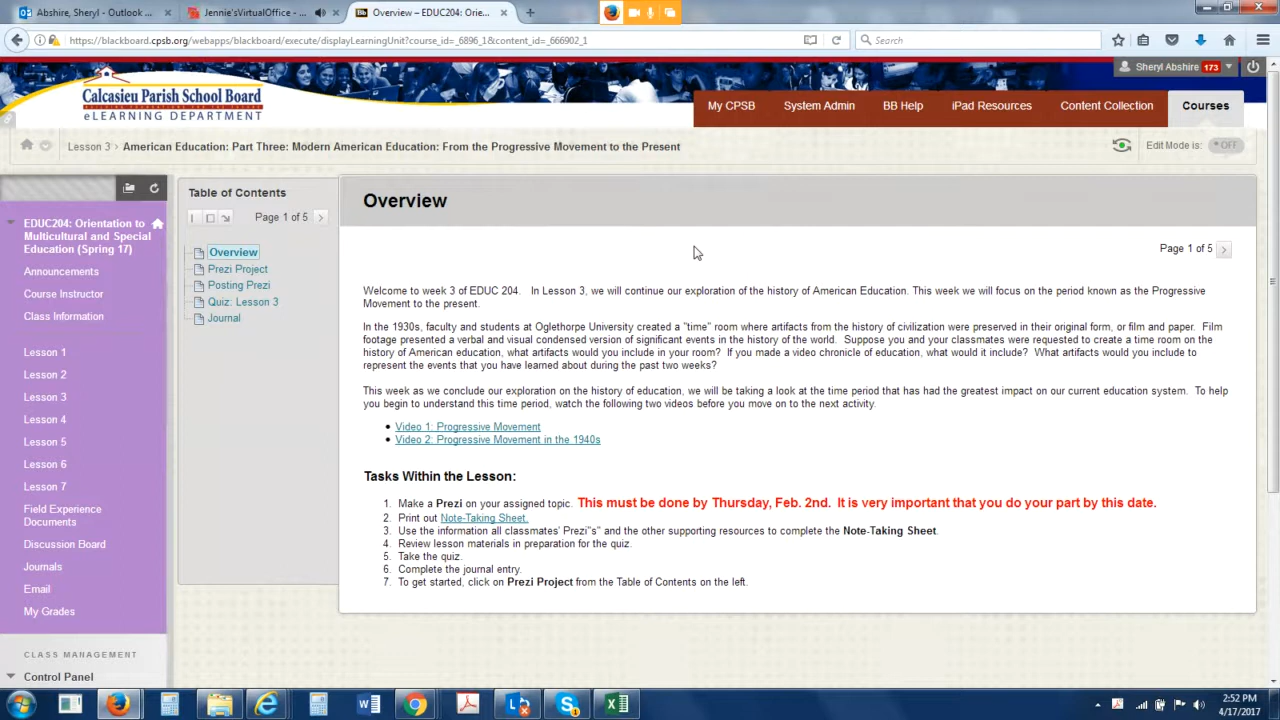 Abshire, Sheryl - Outlook ...
Jennie'sVirtualOffice - ...
Overview – EDUC204: Orie...
https://blackboard.cpsb.org/webapps/blackboard/execute/displayLearningUnit?course_id=_6896_1&content_id=_666902_1
Search
Calcasieu Parish School Board
eLEARNING DEPARTMENT
Sheryl Abshire 173
My CPSB
System Admin
BB Help
iPad Resources
Content Collection
Courses
Lesson 3 > American Education: Part Three: Modern American Education: From the Progressive Movement to the Present
Edit Mode is: OFF
EDUC204: Orientation to
Multicultural and Special
Education (Spring 17)
Announcements
Course Instructor
Class Information
Lesson 1
Lesson 2
Lesson 3
Lesson 4
Lesson 5
Lesson 6
Lesson 7
Field Experience
Documents
Discussion Board
Journals
Email
My Grades
CLASS MANAGEMENT
Control Panel
Table of Contents
Page 1 of 5
Overview
Prezi Project
Posting Prezi
Quiz: Lesson 3
Journal
Overview
Page 1 of 5
Welcome to week 3 of EDUC 204. In Lesson 3, we will continue our exploration of the history of American Education. This week we will focus on the period known as the Progressive
Movement to the present.
In the 1930s, faculty and students at Oglethorpe University created a "time" room where artifacts from the history of civilization were preserved in their original form, or film and paper. Film
footage presented a verbal and visual condensed version of significant events in the history of the world. Suppose you and your classmates were requested to create a time room on the
history of American education, what artifacts would you include in your room? If you made a video chronicle of education, what would it include? What artifacts would you include to
represent the events that you have learned about during the past two weeks?
This week as we conclude our exploration on the history of education, we will be taking a look at the time period that has had the greatest impact on our current education system. To help
you begin to understand this time period, watch the following two videos before you move on to the next activity.
• Video 1: Progressive Movement
• Video 2: Progressive Movement in the 1940s
Tasks Within the Lesson:
1. Make a Prezi on your assigned topic. This must be done by Thursday, Feb. 2nd. It is very important that you do your part by this date.
2. Print out Note-Taking Sheet.
3. Use the information all classmates' Prezi"s" and the other supporting resources to complete the Note-Taking Sheet.
4. Review lesson materials in preparation for the quiz.
5. Take the quiz.
6. Complete the journal entry.
7. To get started, click on Prezi Project from the Table of Contents on the left.
2:52 PM
4/17/2017